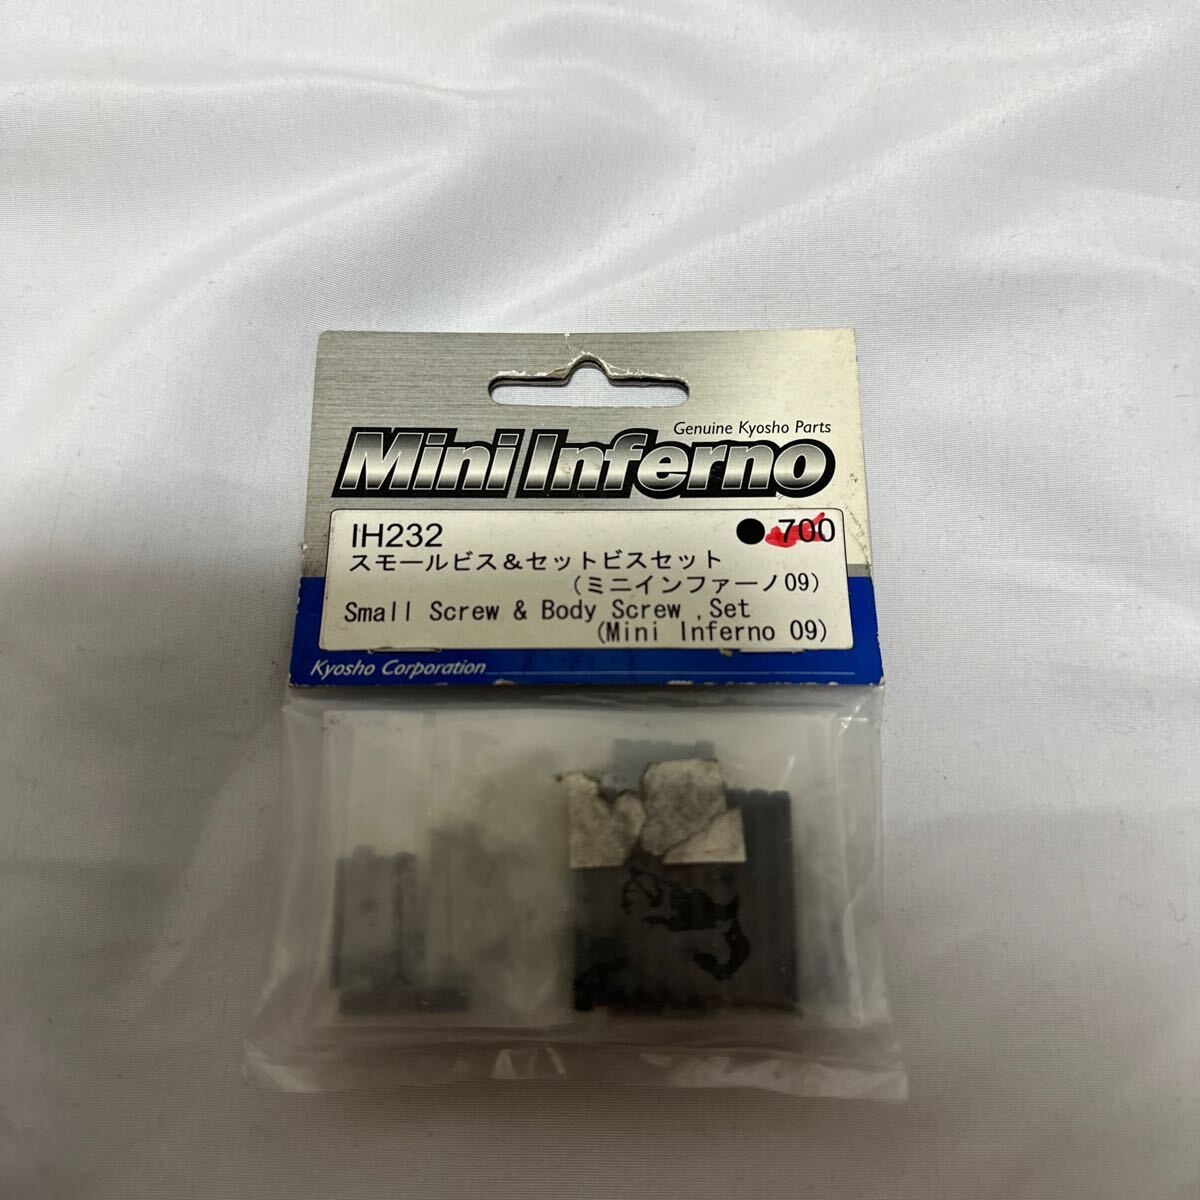 Genuine Kyosho Parts
Mini Inferno
IH232 ●700
スモールビス&セットビスセット
(ミニインファーノ09)
Small Screw & Body Screw ,Set
(Mini Inferno 09)
Kyosho Corporation